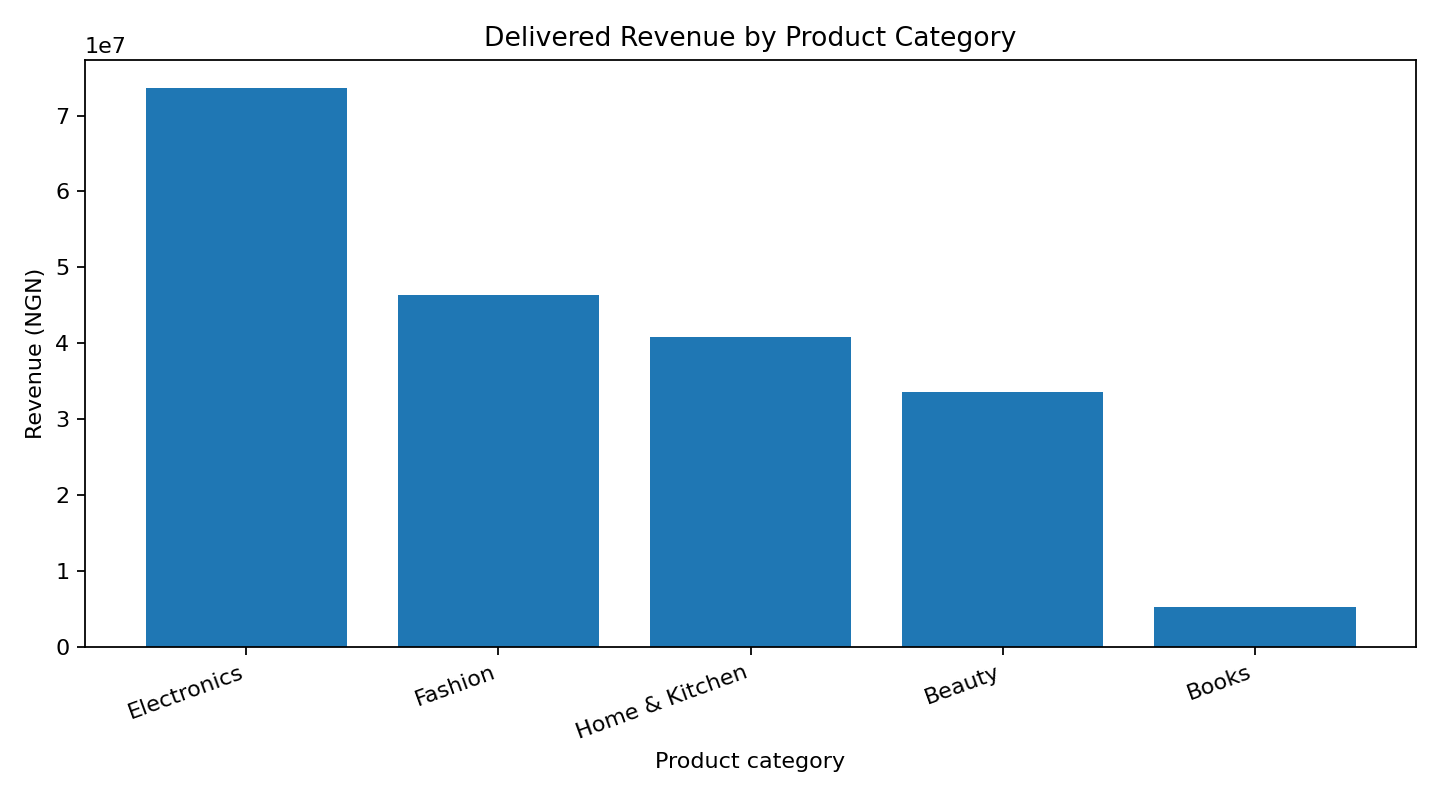 Delivered Revenue by Product Category
1e7
7
6
5
4
3
2
1
0
Revenue (NGN)
Electronics
Fashion
Home & Kitchen
Beauty
Books
Product category